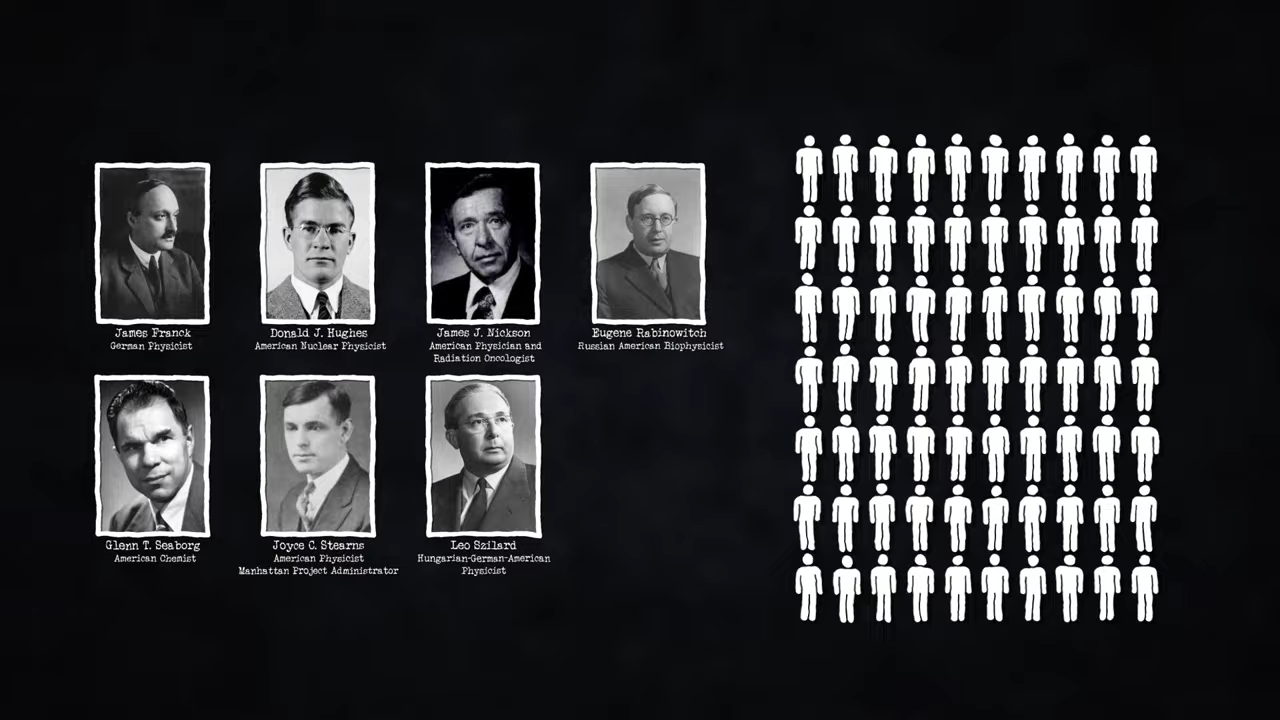 James Franck
German Physicist
Donald J. Hughes
American Nuclear Physicist
James J. Nickson
American Physician and
Radiation Oncologist
Eugene Rabinowitch
Russian American Biophysicist
Glenn T. Seaborg
American Chemist
Joyce C. Stearns
American Physicist
Manhattan Project Administrator
Leo Szilard
Hungarian-German-American
Physicist